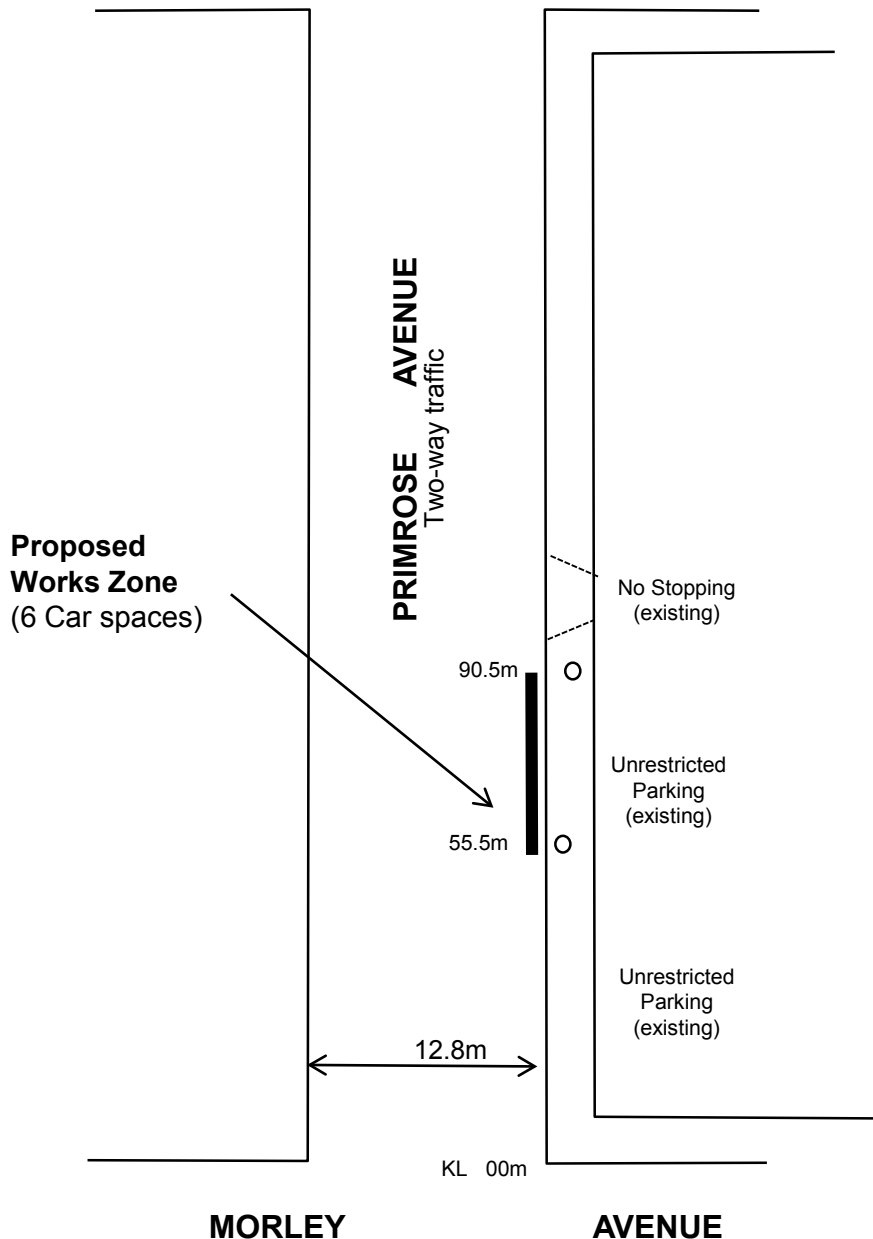 PRIMROSE AVENUE
Two-way traffic
Proposed
Works Zone
(6 Car spaces)
No Stopping
(existing)
90.5m
Unrestricted
Parking
(existing)
55.5m
Unrestricted
Parking
(existing)
12.8m
KL 00m
MORLEY AVENUE